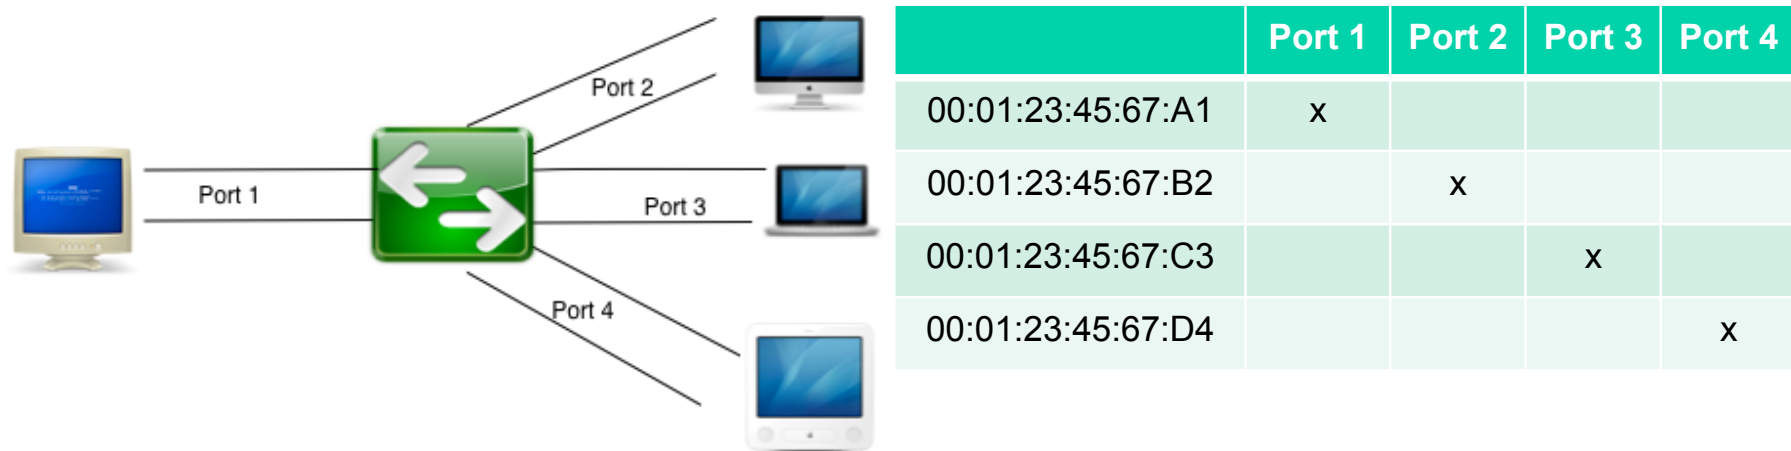 Port 1
Port 2
Port 3
Port 4
Port 1 Port 2 Port 3 Port 4
00:01:23:45:67:A1 x
00:01:23:45:67:B2 x
00:01:23:45:67:C3 x
00:01:23:45:67:D4 x